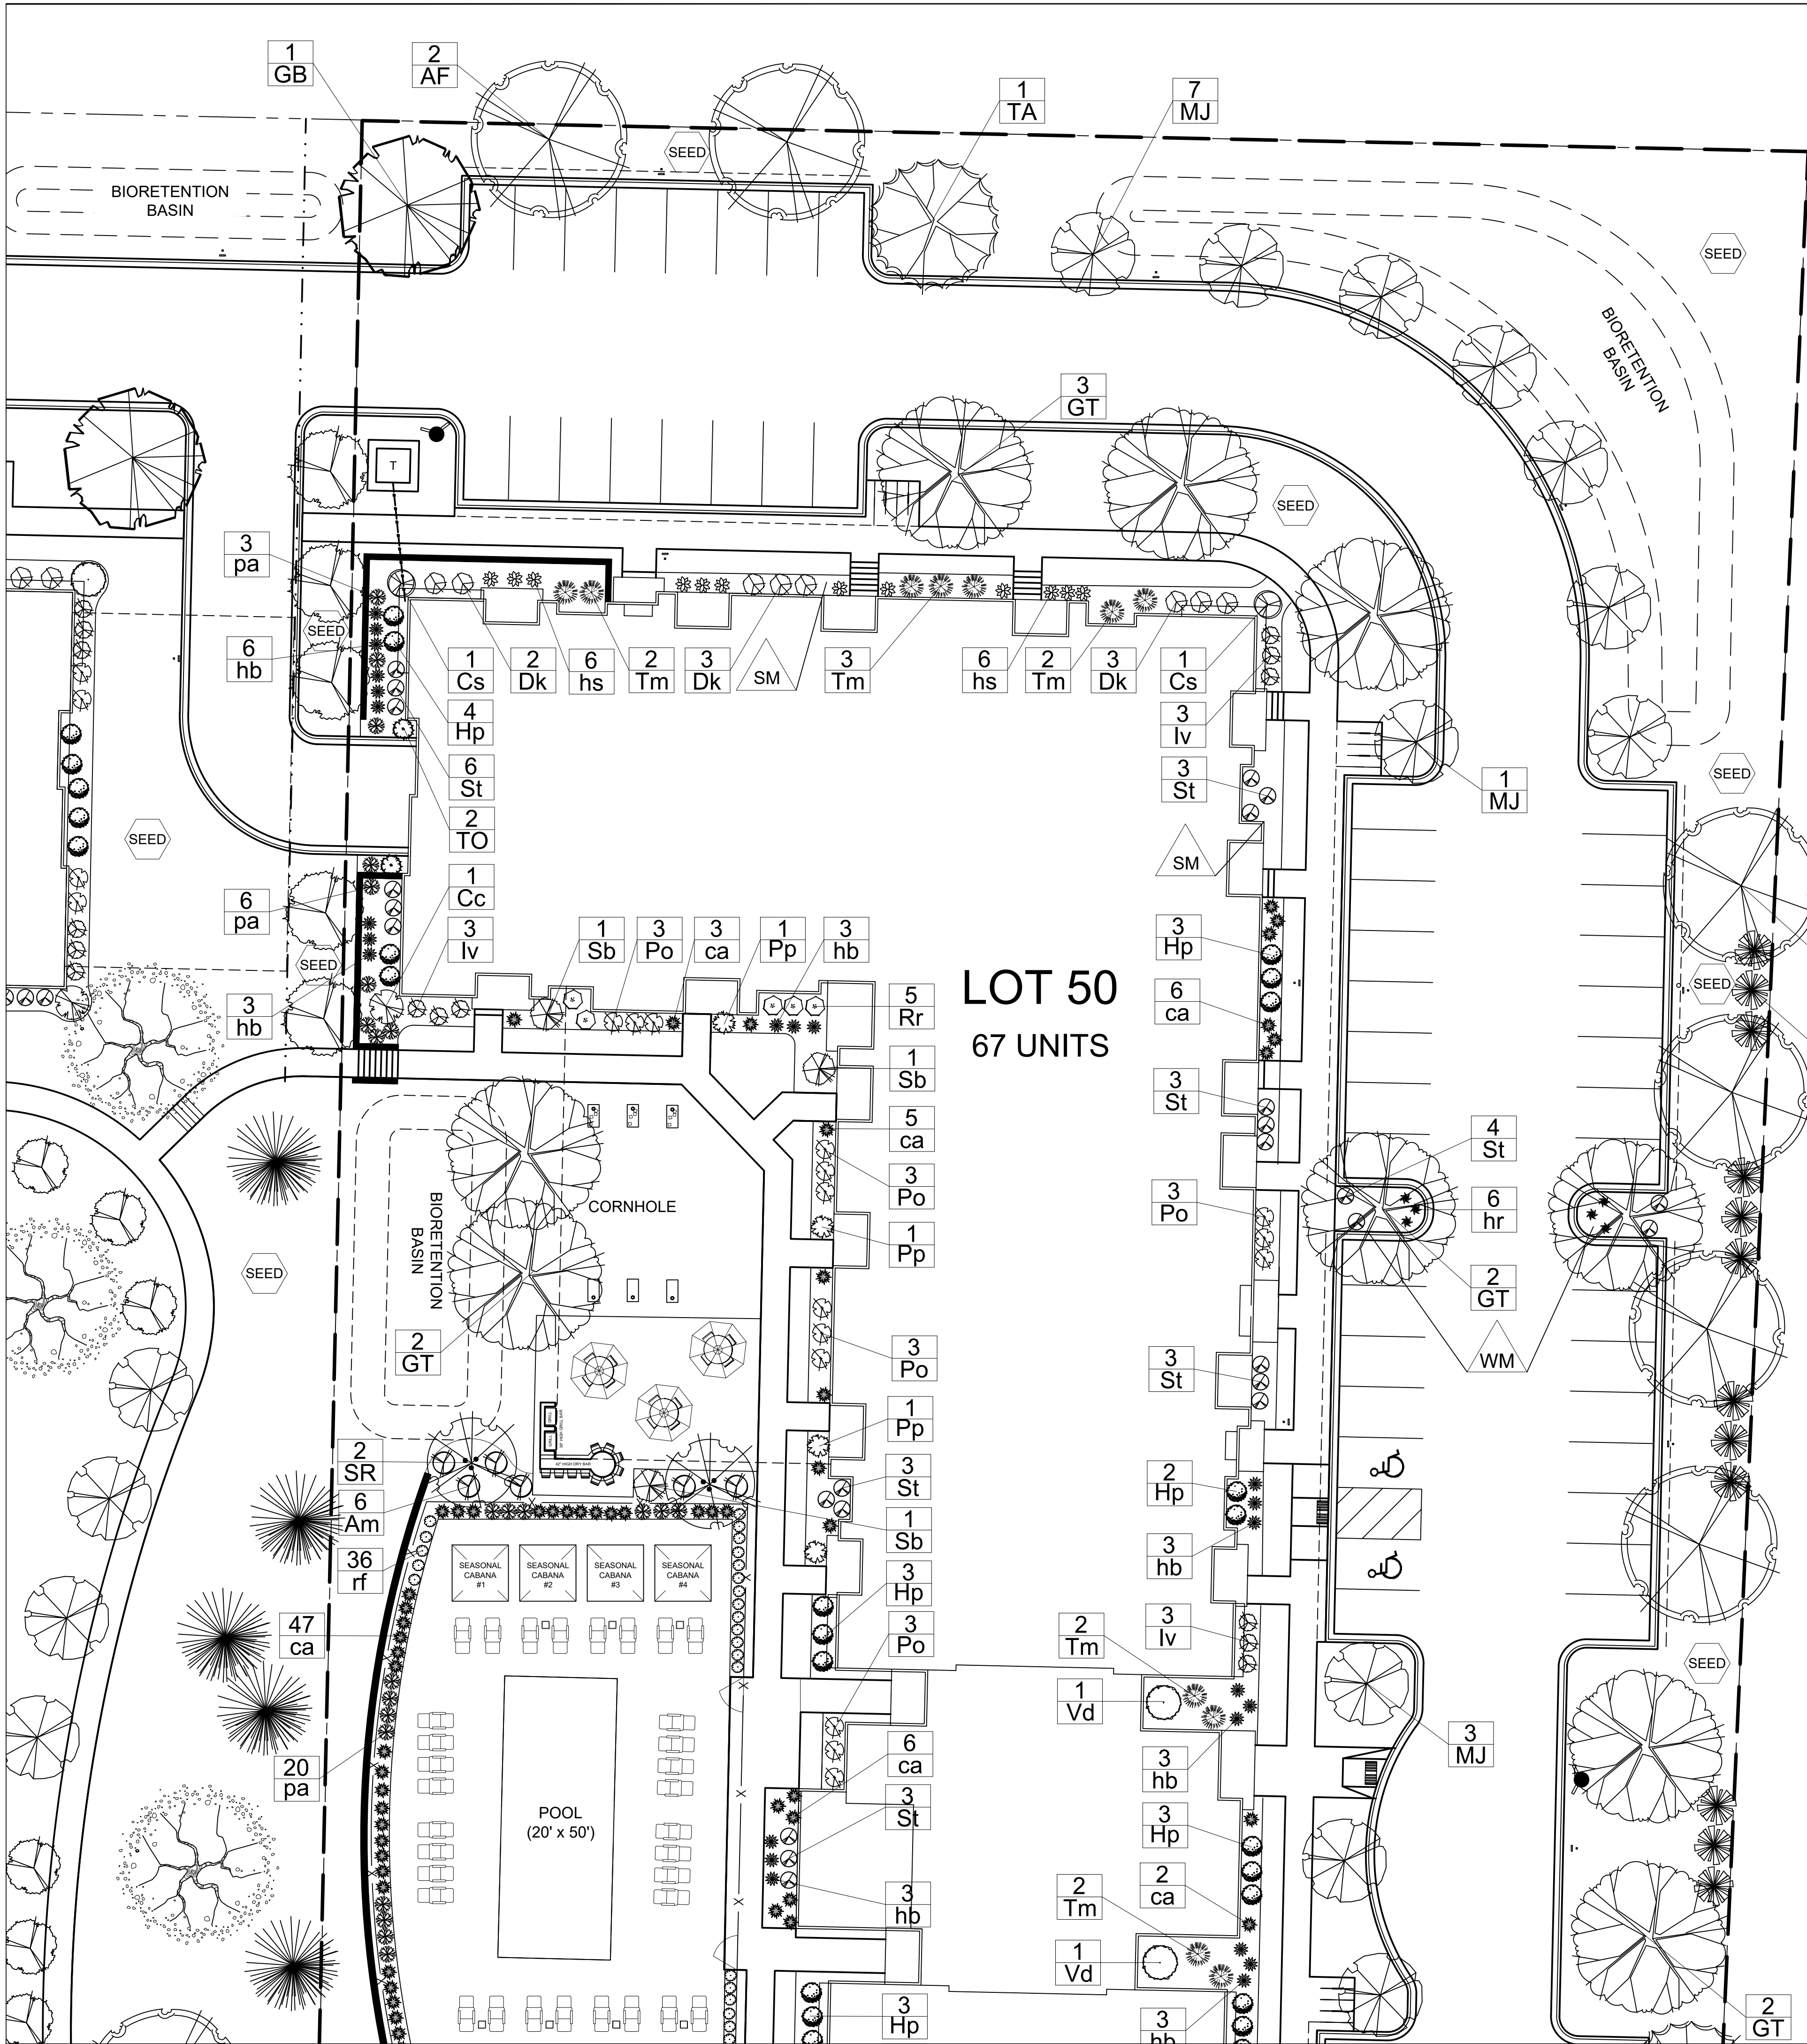 1
GB
2
AF
1
TA
7
MJ
SEED
BIORETENTION
BASIN
SEED
BIORETENTION
BASIN
3
GT
T
SEED
3
pa
SEED
6
hb
1
Cs
2
Dk
6
hs
2
Tm
3
Dk
SM
3
Tm
6
hs
2
Tm
3
Dk
1
Cs
4
Hp
3
Iv
6
St
3
St
1
MJ
SEED
2
TO
SEED
SM
1
Cc
6
pa
3
Iv
1
Sb
3
Po
3
ca
1
Pp
3
hb
3
Hp
SEED
LOT 50
67 UNITS
SEED
3
hb
5
Rr
6
ca
1
Sb
3
St
5
ca
4
St
3
Po
3
Po
6
hr
CORNHOLE
BIORETENTION
BASIN
1
Pp
SEED
2
GT
2
GT
3
Po
WM
3
St
1
Pp
42" HIGH DRY BAR
2
SR
3
St
2
Hp
6
Am
1
Sb
3
hb
36
rf
SEASONAL
CABANA
#1
SEASONAL
CABANA
#2
SEASONAL
CABANA
#3
SEASONAL
CABANA
#4
3
Hp
47
ca
3
Po
2
Tm
3
Iv
SEED
X
X
1
Vd
3
MJ
20
pa
6
ca
3
hb
POOL
(20' x 50')
X
3
St
3
Hp
2
Tm
2
ca
3
hb
X
1
Vd
3
Hp
3
hb
2
GT